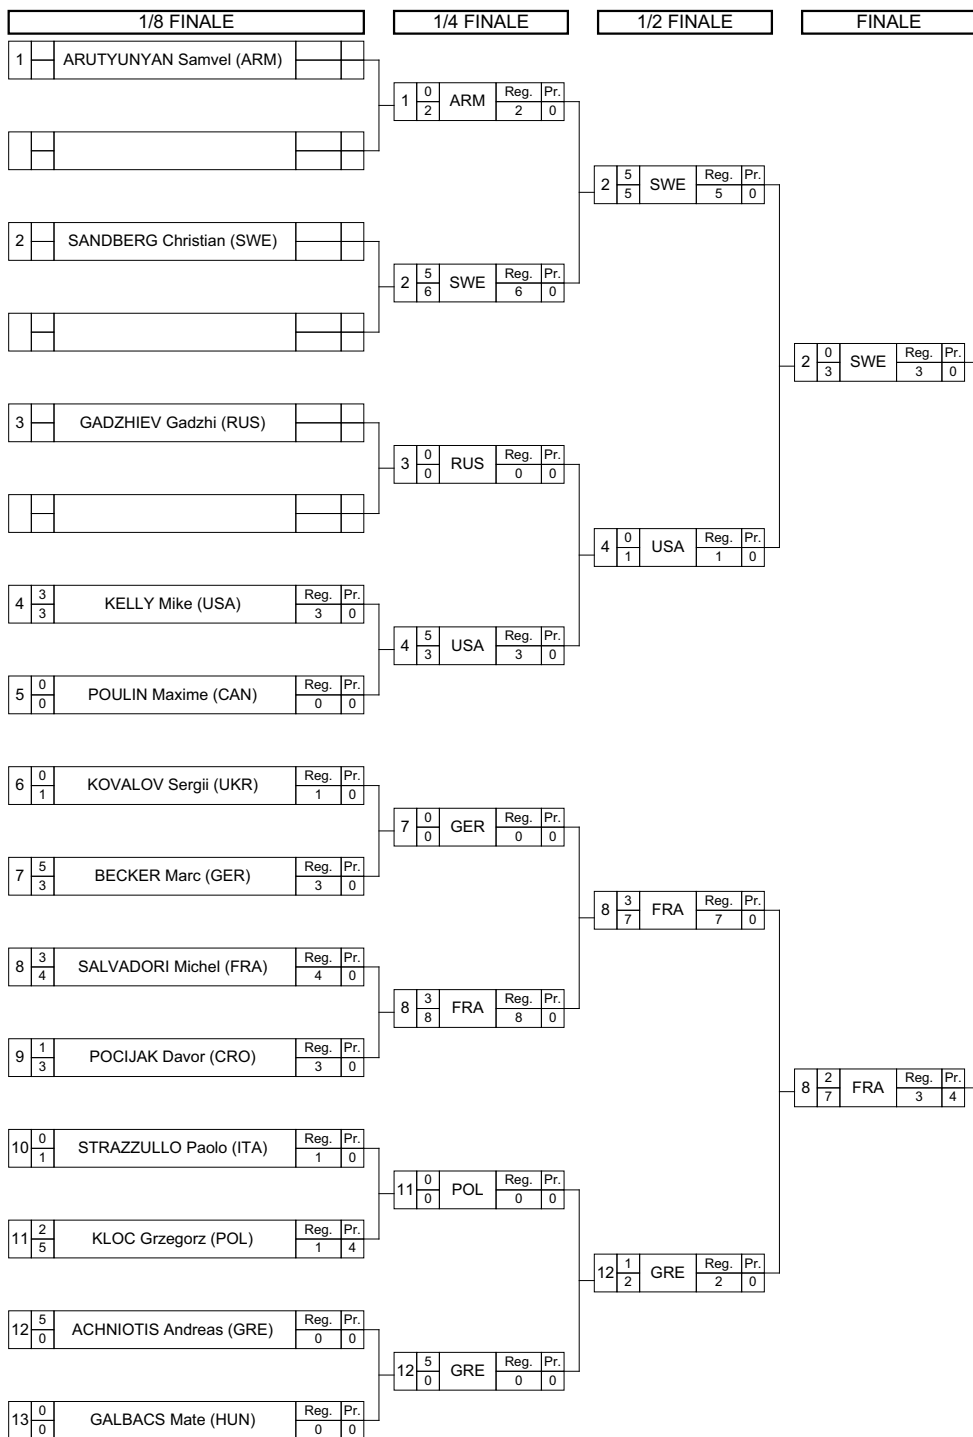 1/8 FINALE 1/4 FINALE 1/2 FINALE FINALE
1 ARUTYUNYAN Samvel (ARM)
1 0 ARM Reg. Pr.
2 2 0
2 5 SWE Reg. Pr.
5 5 0
2 SANDBERG Christian (SWE)
2 5 SWE Reg. Pr.
6 6 0
2 0 SWE Reg. Pr.
3 3 0
3 GADZHIEV Gadzhi (RUS)
3 0 RUS Reg. Pr.
0 0 0
4 0 USA Reg. Pr.
1 1 0
4 3 KELLY Mike (USA) Reg. Pr.
3 3 0
4 5 USA Reg. Pr.
3 3 0
5 0 POULIN Maxime (CAN) Reg. Pr.
0 0 0
6 0 KOVALOV Sergii (UKR) Reg. Pr.
1 1 0
7 0 GER Reg. Pr.
0 0 0
7 5 BECKER Marc (GER) Reg. Pr.
3 3 0
8 3 FRA Reg. Pr.
7 7 0
8 3 SALVADORI Michel (FRA) Reg. Pr.
4 4 0
8 3 FRA Reg. Pr.
8 8 0
9 1 POCIJAK Davor (CRO) Reg. Pr.
3 3 0
8 2 FRA Reg. Pr.
7 3 4
10 0 STRAZZULLO Paolo (ITA) Reg. Pr.
1 1 0
11 0 POL Reg. Pr.
0 0 0
11 2 KLOC Grzegorz (POL) Reg. Pr.
5 1 4
12 1 GRE Reg. Pr.
2 2 0
12 5 ACHNIOTIS Andreas (GRE) Reg. Pr.
0 0 0
12 5 GRE Reg. Pr.
0 0 0
13 0 GALBACS Mate (HUN) Reg. Pr.
0 0 0